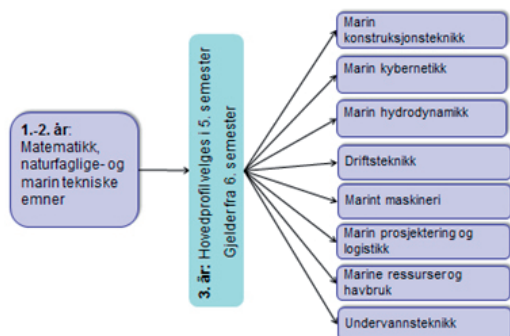 1.-2. år:
Matematikk,
naturfaglige- og
marin tekniske
emner
3. år: Hovedprofil velges i 5. semester
Gjelder fra 6. semester
Marin
konstruksjonsteknikk
Marin kybernetikk
Marin hydrodynamikk
Driftsteknikk
Marint maskineri
Marin prosjektering og
logistikk
Marine ressurser og
havbruk
Undervannsteknikk